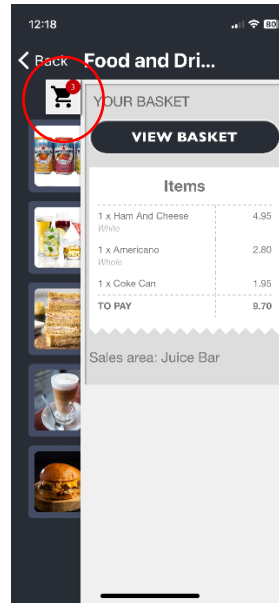 12:18
80
Back
Food and Dri...
3
YOUR BASKET
VIEW BASKET
Items
1 x Ham And Cheese 4.95
White
1 x Americano 2.80
Whole
1 x Coke Can 1.95
TO PAY 9.70
Sales area: Juice Bar